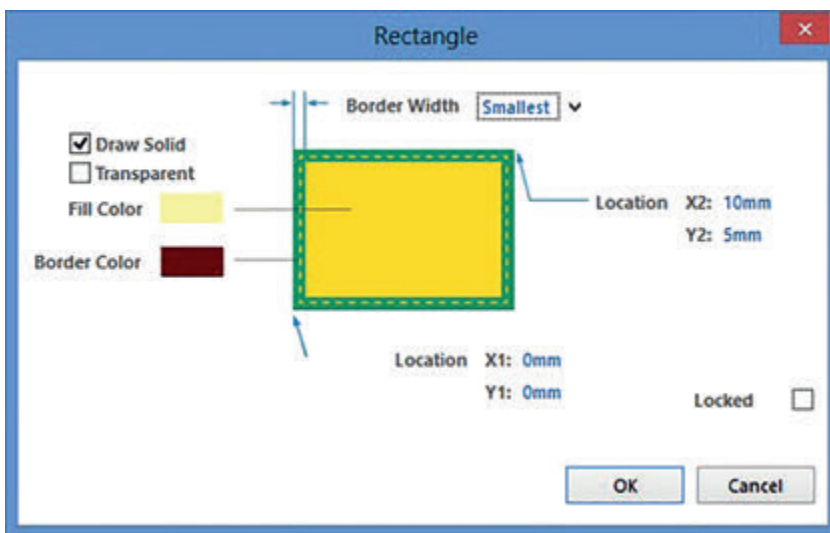 Rectangle
Border Width Smallest
Draw Solid
Transparent
Fill Color
Location X2: 10mm
Y2: 5mm
Border Color
Location X1: 0mm
Y1: 0mm
Locked
OK Cancel